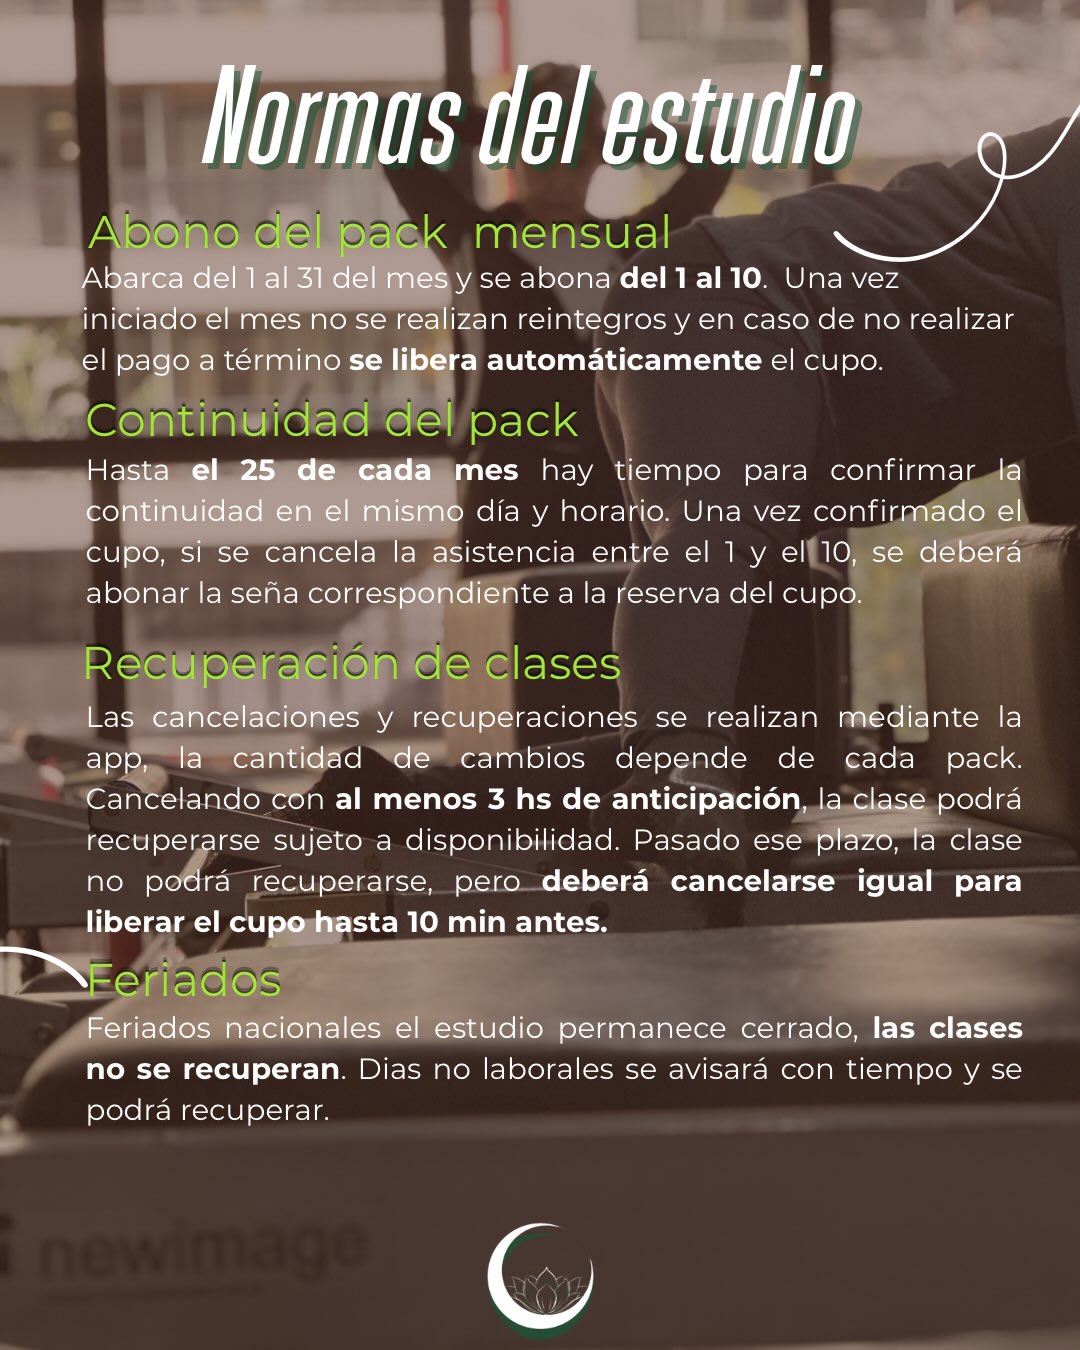 Normas del estudio
Abono del pack mensual
Abarca del 1 al 31 del mes y se abona del 1 al 10. Una vez
iniciado el mes no se realizan reintegros y en caso de no realizar
el pago a término se libera automáticamente el cupo.
Continuidad del pack
Hasta el 25 de cada mes hay tiempo para confirmar la
continuidad en el mismo día y horario. Una vez confirmado el
cupo, si se cancela la asistencia entre el 1 y el 10, se deberá
abonar la seña correspondiente a la reserva del cupo.
Recuperación de clases
Las cancelaciones y recuperaciones se realizan mediante la
app, la cantidad de cambios depende de cada pack.
Cancelando con al menos 3 hs de anticipación, la clase podrá
recuperarse sujeto a disponibilidad. Pasado ese plazo, la clase
no podrá recuperarse, pero deberá cancelarse igual para
liberar el cupo hasta 10 min antes.
Feriados
Feriados nacionales el estudio permanece cerrado, las clases
no se recuperan. Dias no laborales se avisará con tiempo y se
podrá recuperar.
newimage